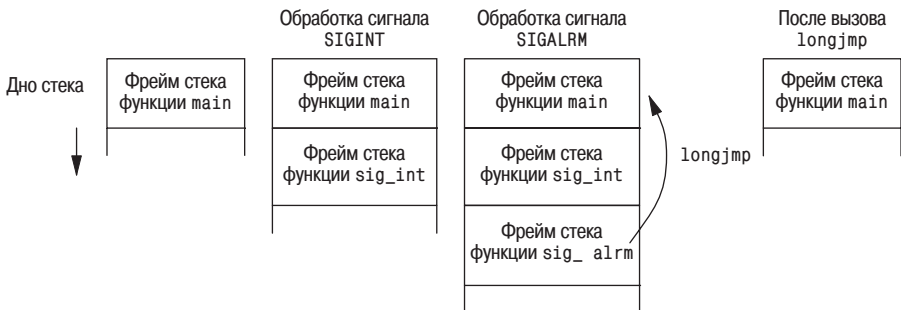 Обработка сигнала
SIGINT
Обработка сигнала
SIGALRM
После вызова
longjmp
Дно стека
Фрейм стека
функции main
Фрейм стека
функции main
Фрейм стека
функции main
Фрейм стека
функции main
Фрейм стека
функции sig_int
Фрейм стека
функции sig_int
longjmp
Фрейм стека
функции sig_ alrm